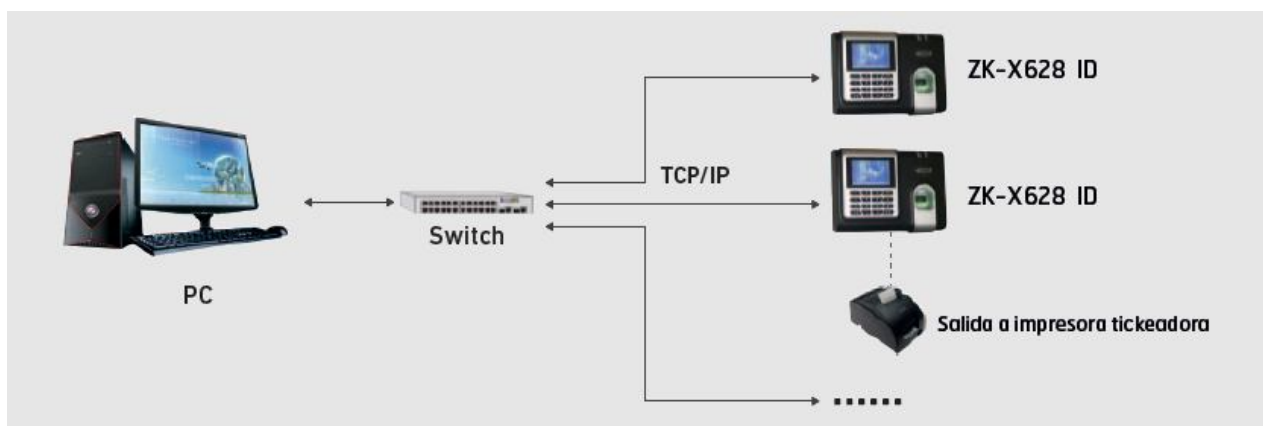 ZK-X628 ID
TCP/IP
ZK-X628 ID
Switch
PC
Salida a impresora tickeadora